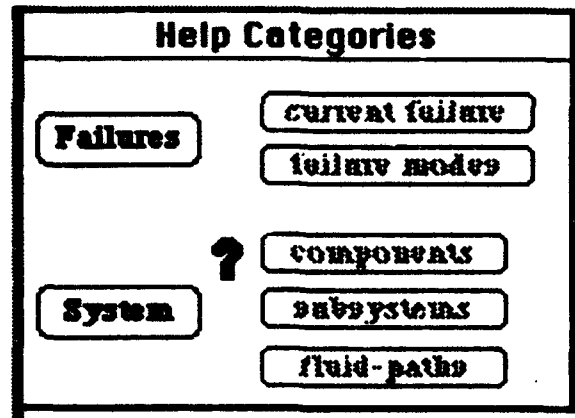 Help Categories
Failures
current failure
failure modes
?
components
System
subsystems
fluid-paths